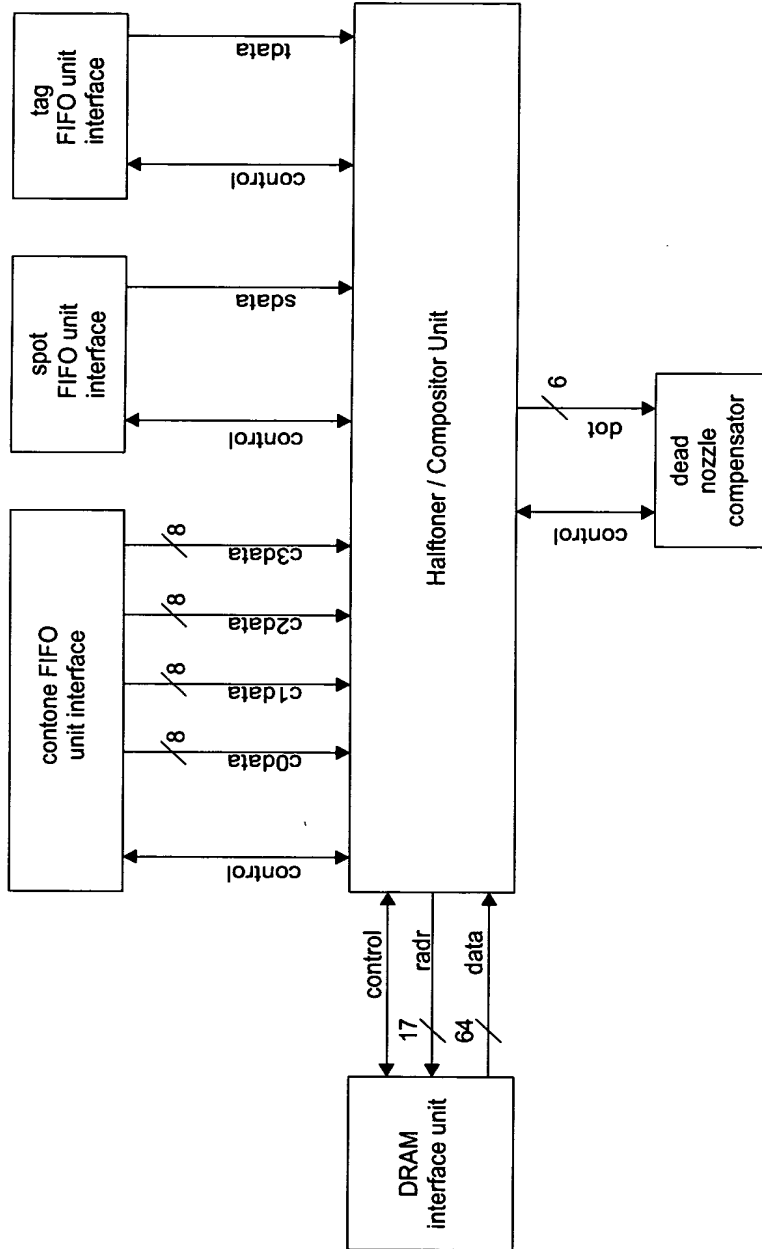 contone FIFO
unit interface
spot
FIFO unit
interface
tag
FIFO unit
interface
control
8
c0data
8
c1data
8
c2data
8
c3data
control
sdata
control
tdata
DRAM
interface unit
control
17
radr
64
data
Halftoner / Compositor Unit
control
6
dot
dead
nozzle
compensator